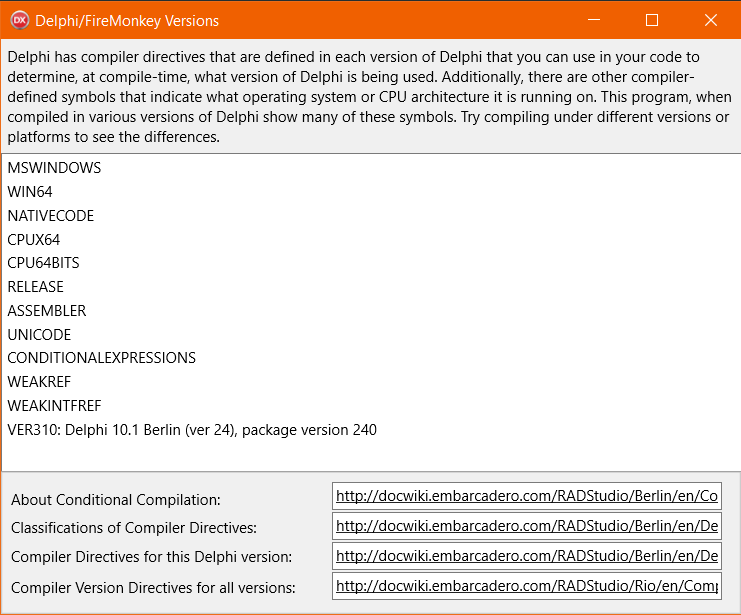 DX Delphi/FireMonkey Versions
Delphi has compiler directives that are defined in each version of Delphi that you can use in your code to
determine, at compile-time, what version of Delphi is being used. Additionally, there are other compiler-
defined symbols that indicate what operating system or CPU architecture it is running on. This program, when
compiled in various versions of Delphi show many of these symbols. Try compiling under different versions or
platforms to see the differences.
MSWINDOWS
WIN64
NATIVECODE
CPUX64
CPU64BITS
RELEASE
ASSEMBLER
UNICODE
CONDITIONALEXPRESSIONS
WEAKREF
WEAKINTFREF
VER310: Delphi 10.1 Berlin (ver 24), package version 240
About Conditional Compilation: http://docwiki.embarcadero.com/RADStudio/Berlin/en/Co
Classifications of Compiler Directives: http://docwiki.embarcadero.com/RADStudio/Berlin/en/De
Compiler Directives for this Delphi version: http://docwiki.embarcadero.com/RADStudio/Berlin/en/De
Compiler Version Directives for all versions: http://docwiki.embarcadero.com/RADStudio/Rio/en/Comp